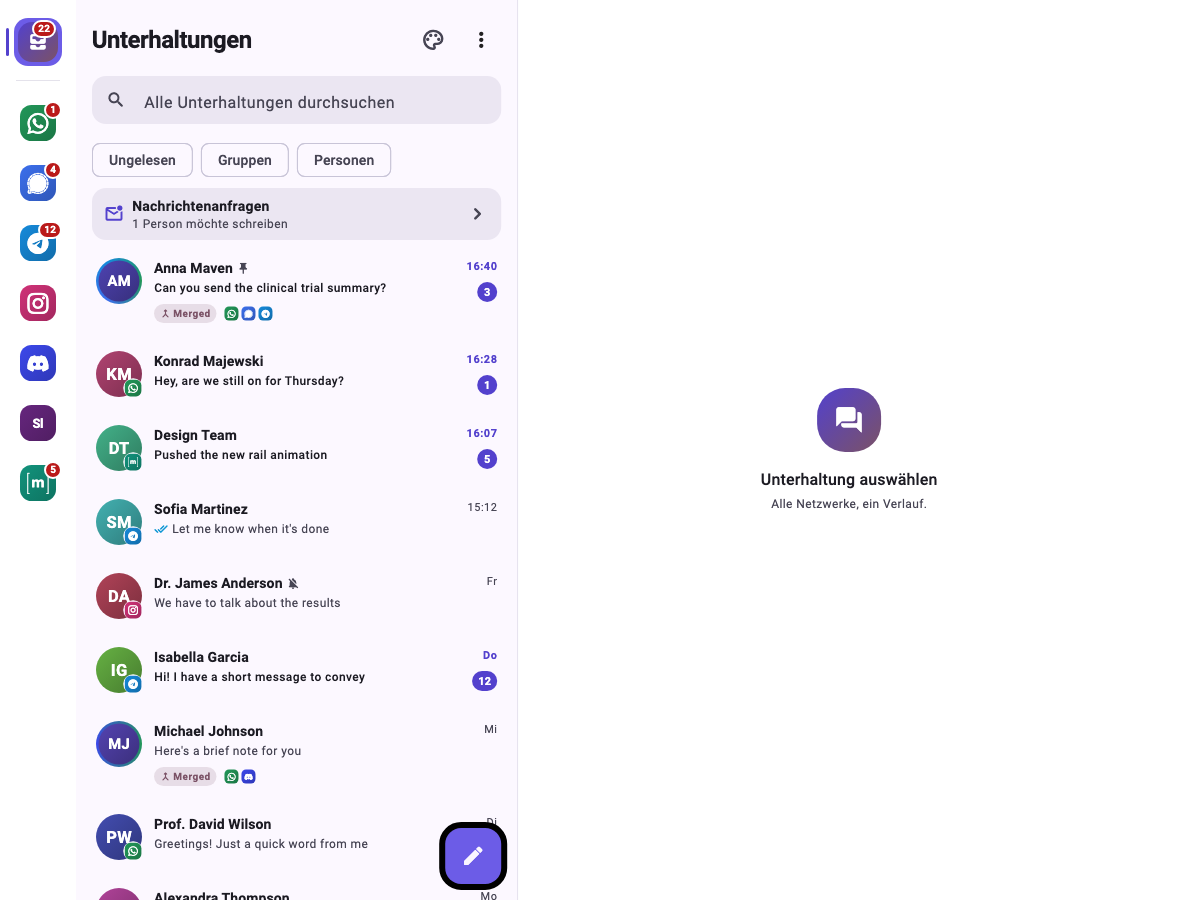 22
Unterhaltungen
Alle Unterhaltungen durchsuchen
1
4
12
SI
[m]
5
Ungelesen Gruppen Personen
Nachrichtenanfragen
1 Person möchte schreiben
AM
Anna Maven 16:40
Can you send the clinical trial summary? 3
Merged
KM
Konrad Majewski 16:28
Hey, are we still on for Thursday? 1
DT
[m]
Design Team 16:07
Pushed the new rail animation 5
SM
Sofia Martinez 15:12
Let me know when it's done
DA
Dr. James Anderson Fr
We have to talk about the results
IG
Isabella Garcia Do
Hi! I have a short message to convey 12
MJ
Michael Johnson Mi
Here's a brief note for you
Merged
PW
Prof. David Wilson Di
Greetings! Just a quick word from me
Alexandra Thompson Mo
Unterhaltung auswählen
Alle Netzwerke, ein Verlauf.